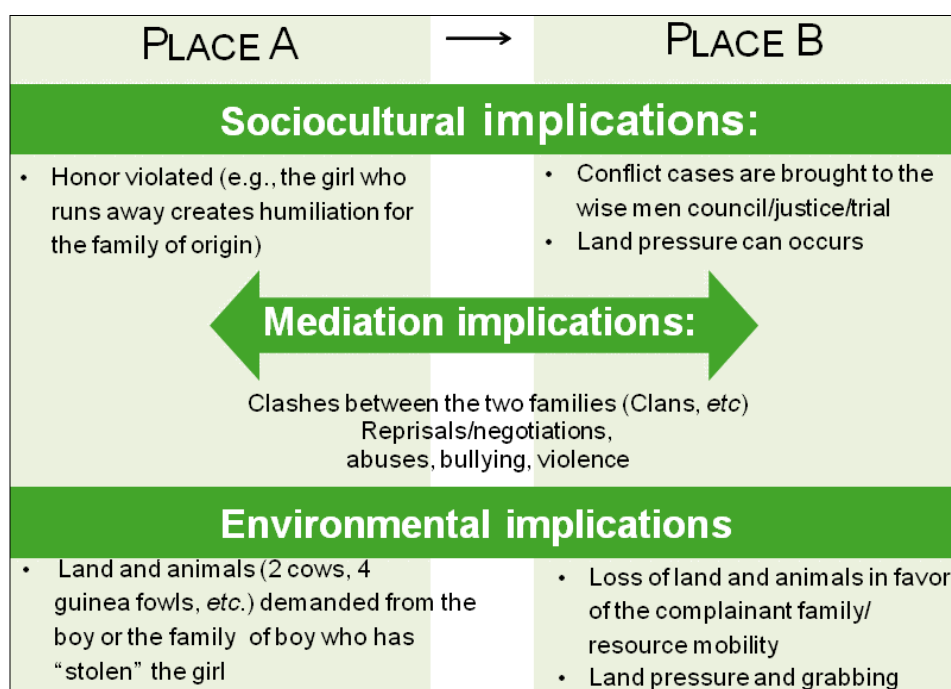 PLACE A → PLACE B
Sociocultural implications:
• Honor violated (e.g., the girl who
runs away creates humiliation for
the family of origin)
• Conflict cases are brought to the
wise men council/justice/trial
• Land pressure can occurs
Mediation implications:
Clashes between the two families (Clans, etc)
Reprisals/negotiations,
abuses, bullying, violence
Environmental implications
• Land and animals (2 cows, 4
guinea fowls, etc.) demanded from the
boy or the family of boy who has
“stolen” the girl
• Loss of land and animals in favor
of the complainant family/
resource mobility
• Land pressure and grabbing